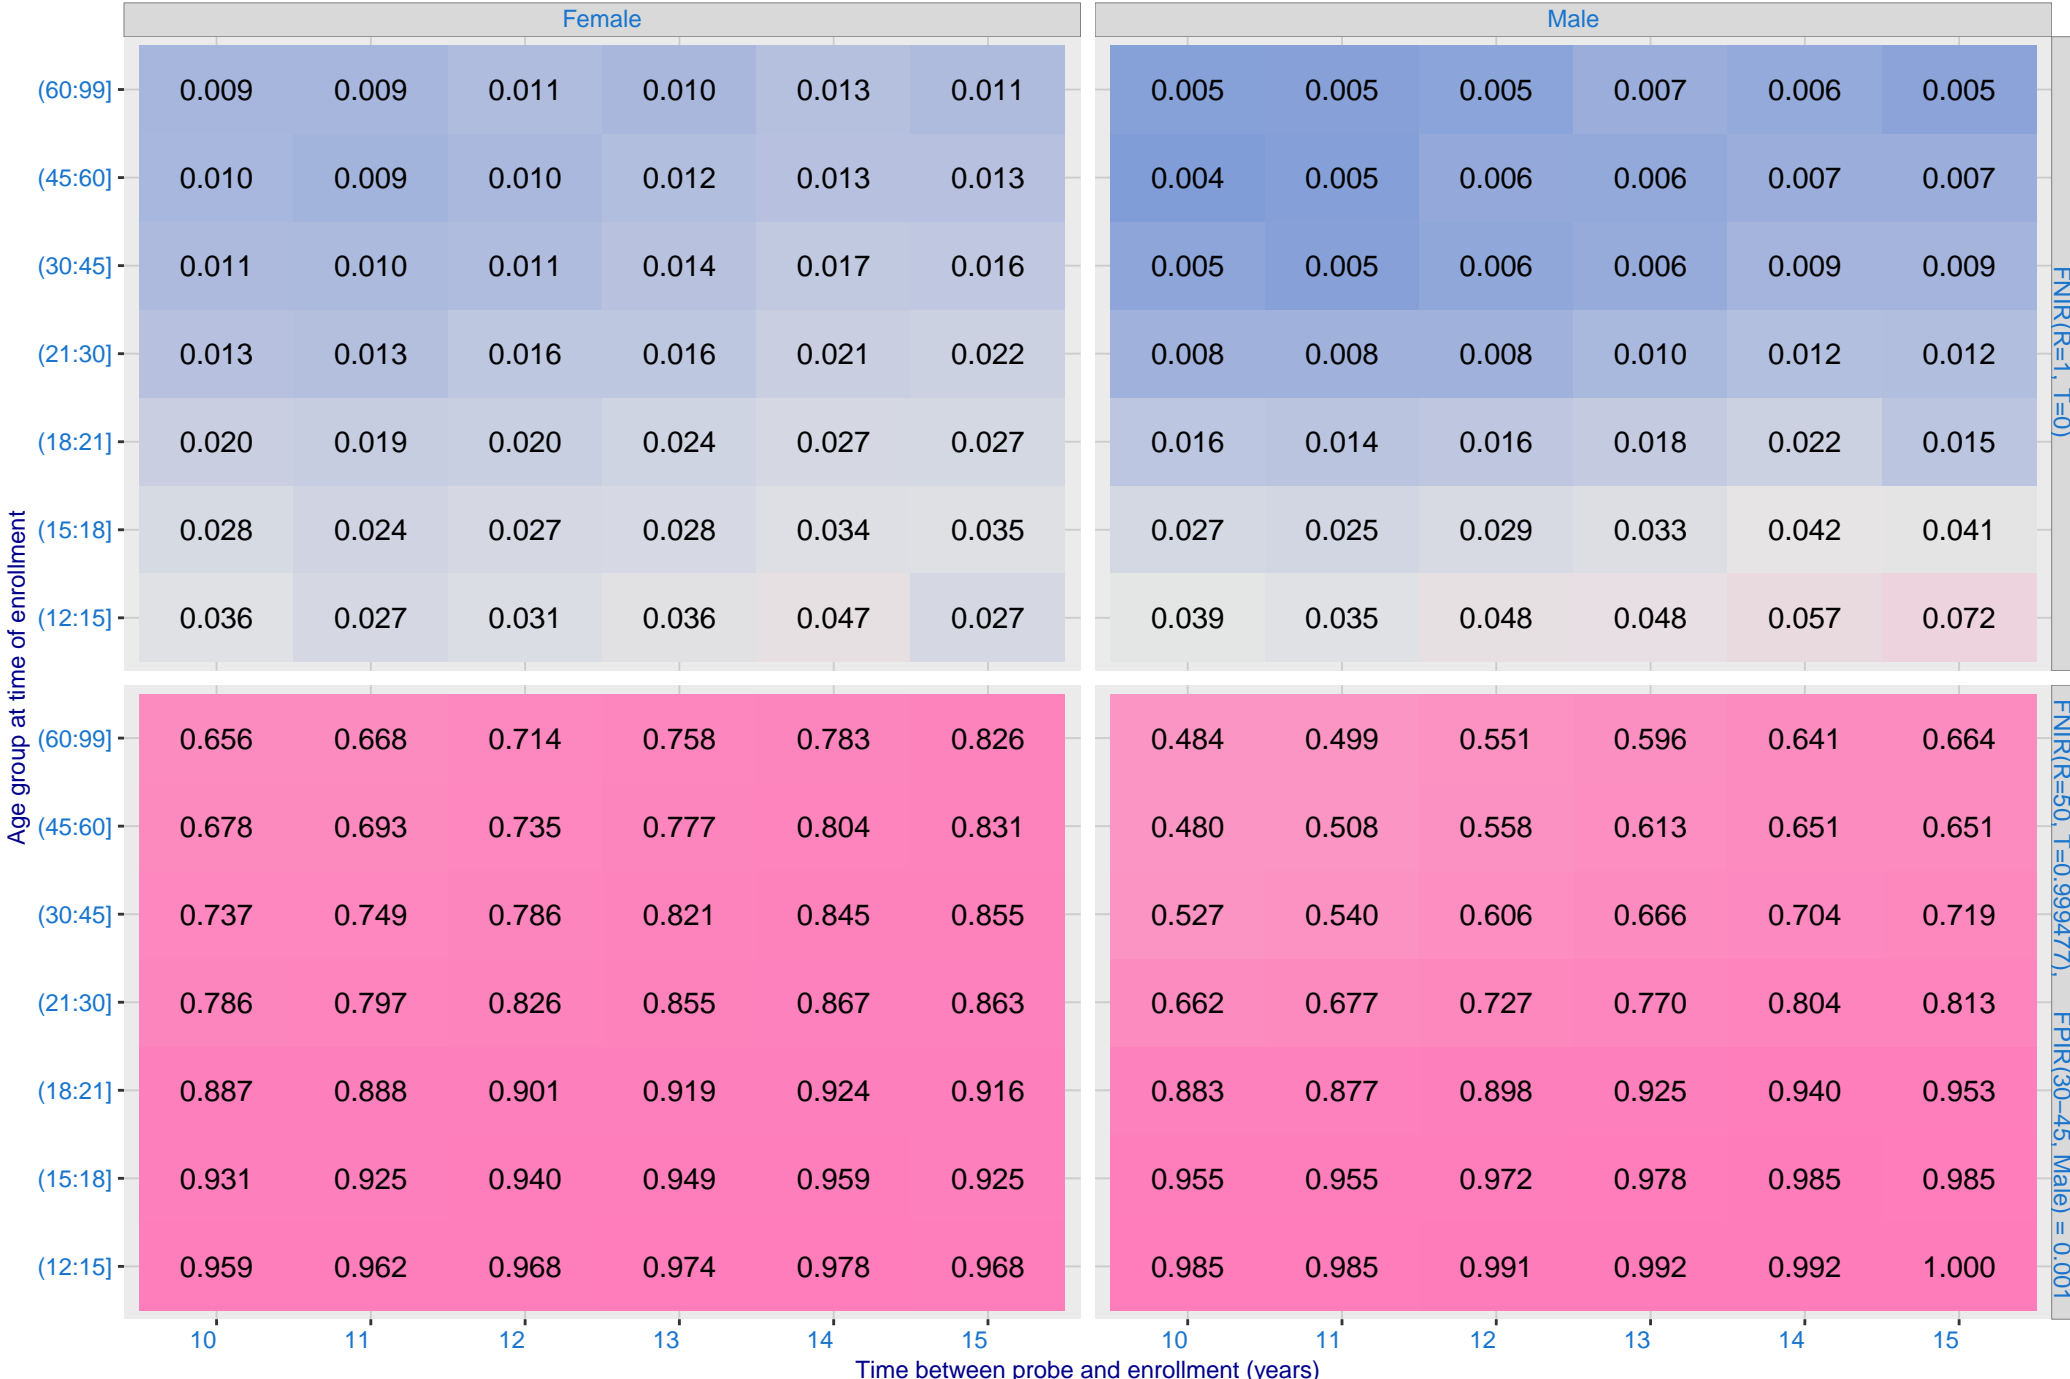 Female Male
(60:99] 0.009 0.009 0.011 0.010 0.013 0.011 0.005 0.005 0.005 0.007 0.006 0.005
(45:60] 0.010 0.009 0.010 0.012 0.013 0.013 0.004 0.005 0.006 0.006 0.007 0.007
(30:45] 0.011 0.010 0.011 0.014 0.017 0.016 0.005 0.005 0.006 0.006 0.009 0.009
(21:30] 0.013 0.013 0.016 0.016 0.021 0.022 0.008 0.008 0.008 0.010 0.012 0.012
(18:21] 0.020 0.019 0.020 0.024 0.027 0.027 0.016 0.014 0.016 0.018 0.022 0.015
(15:18] 0.028 0.024 0.027 0.028 0.034 0.035 0.027 0.025 0.029 0.033 0.042 0.041
(12:15] 0.036 0.027 0.031 0.036 0.047 0.027 0.039 0.035 0.048 0.048 0.057 0.072
FNIR(R=1, T=0)
(60:99] 0.656 0.668 0.714 0.758 0.783 0.826 0.484 0.499 0.551 0.596 0.641 0.664
(45:60] 0.678 0.693 0.735 0.777 0.804 0.831 0.480 0.508 0.558 0.613 0.651 0.651
(30:45] 0.737 0.749 0.786 0.821 0.845 0.855 0.527 0.540 0.606 0.666 0.704 0.719
(21:30] 0.786 0.797 0.826 0.855 0.867 0.863 0.662 0.677 0.727 0.770 0.804 0.813
(18:21] 0.887 0.888 0.901 0.919 0.924 0.916 0.883 0.877 0.898 0.925 0.940 0.953
(15:18] 0.931 0.925 0.940 0.949 0.959 0.925 0.955 0.955 0.972 0.978 0.985 0.985
(12:15] 0.959 0.962 0.968 0.974 0.978 0.968 0.985 0.985 0.991 0.992 0.992 1.000
FNIR(R=50, T=0.999477), FPIR(30−45, Male) = 0.001
10 11 12 13 14 15 10 11 12 13 14 15
Time between probe and enrollment (years)
Age group at time of enrollment